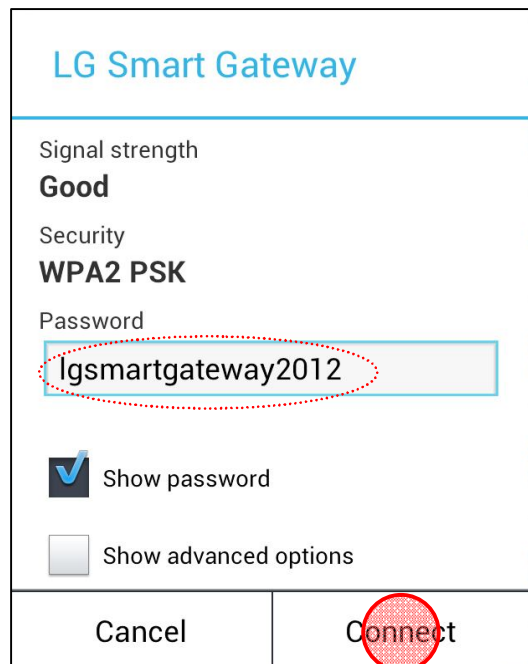 LG Smart Gateway
Signal strength
Good
Security
WPA2 PSK
Password
lgsmartgateway2012
Show password
Show advanced options
Cancel
Connect